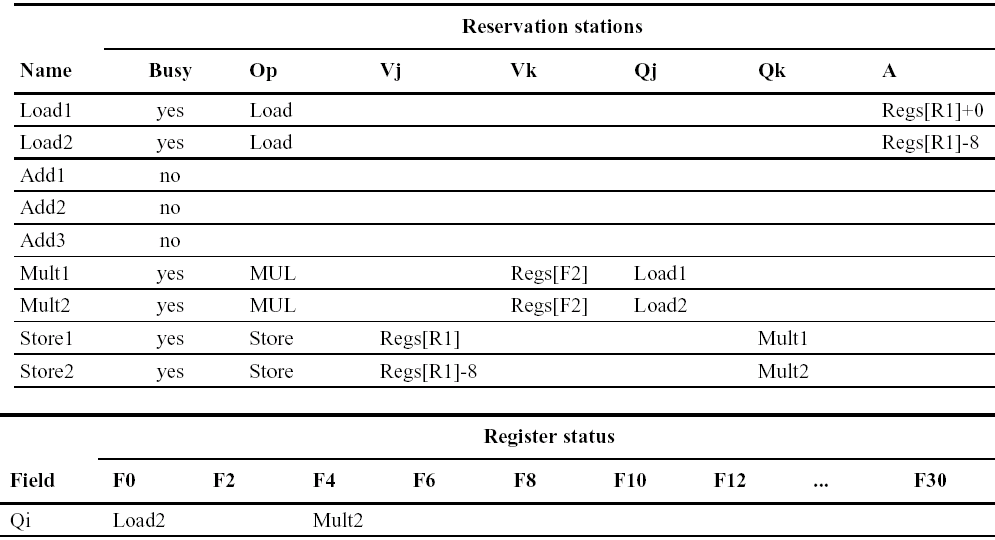 Reservation stations
Name Busy Op Vj Vk Qj Qk A
Load1 yes Load Regs[R1]+0
Load2 yes Load Regs[R1]-8
Add1 no
Add2 no
Add3 no
Mult1 yes MUL Regs[F2] Load1
Mult2 yes MUL Regs[F2] Load2
Store1 yes Store Regs[R1] Mult1
Store2 yes Store Regs[R1]-8 Mult2
Register status
Field F0 F2 F4 F6 F8 F10 F12 ... F30
Qi Load2 Mult2